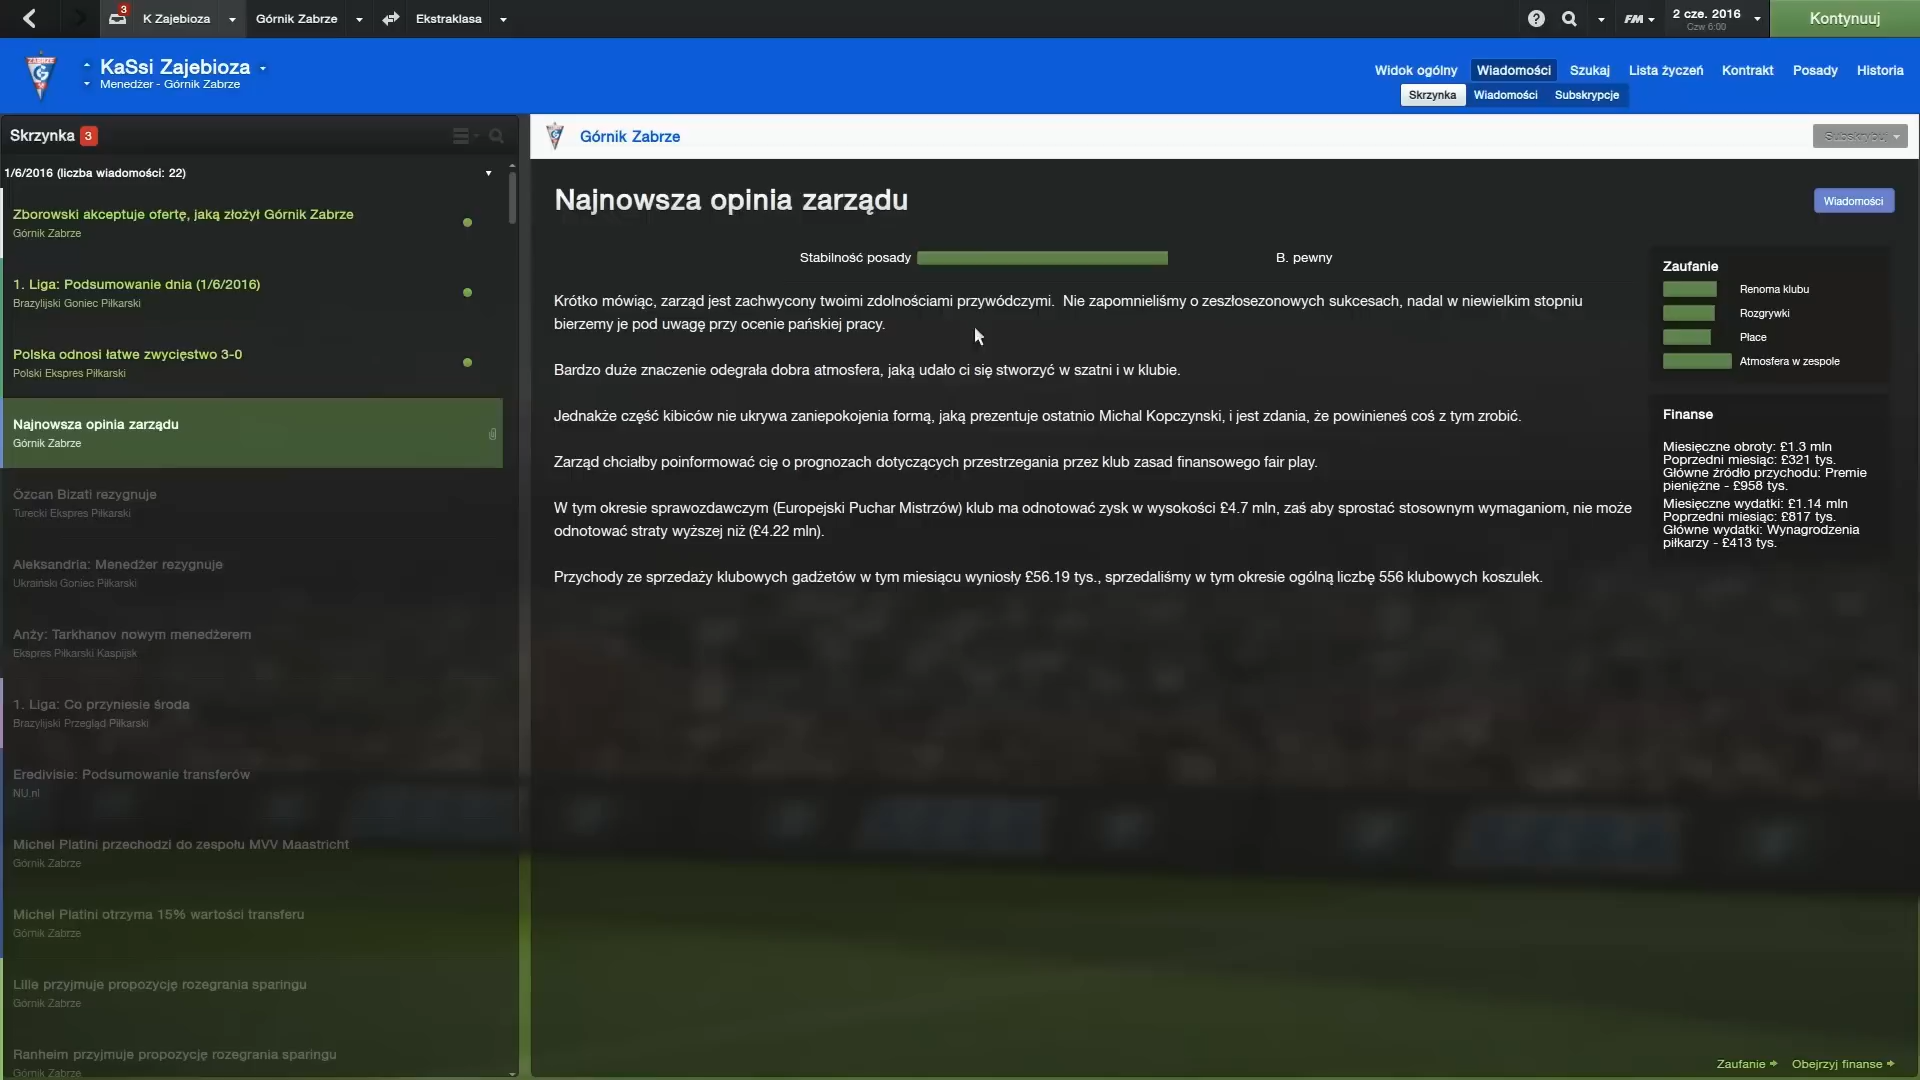 3
K Zajebioza
Górnik Zabrze
Ekstraklasa
FM
2 cze. 2016
Czw 6:00
Kontynuuj
KaSsi Zajebioza
Menedżer - Górnik Zabrze
Widok ogólny
Wiadomości
Szukaj
Lista życzeń
Kontrakt
Posady
Historia
Skrzynka
Wiadomości
Subskrypcje
Skrzynka 3
1/6/2016 (liczba wiadomości: 22)
Zborowski akceptuje ofertę, jaką złożył Górnik Zabrze
Górnik Zabrze
1. Liga: Podsumowanie dnia (1/6/2016)
Brazylijski Goniec Piłkarski
Polska odnosi łatwe zwycięstwo 3-0
Polski Ekspres Piłkarski
Najnowsza opinia zarządu
Górnik Zabrze
Özcan Bizati rezygnuje
Turecki Ekspres Piłkarski
Aleksandria: Menedżer rezygnuje
Ukraiński Goniec Piłkarski
Anży: Tarkhanov nowym menedżerem
Ekspres Piłkarski Kaspijsk
1. Liga: Co przyniesie środa
Brazylijski Przegląd Piłkarski
Eredivisie: Podsumowanie transferów
NU.nl
Michel Platini przechodzi do zespołu MVV Maastricht
Górnik Zabrze
Michel Platini otrzyma 15% wartości transferu
Górnik Zabrze
Lille przyjmuje propozycję rozegrania sparingu
Górnik Zabrze
Ranheim przyjmuje propozycję rozegrania sparingu
Górnik Zabrze
Górnik Zabrze
Subskrybuj
Najnowsza opinia zarządu
Wiadomości
Stabilność posady
B. pewny
Krótko mówiąc, zarząd jest zachwycony twoimi zdolnościami przywódczymi. Nie zapomnieliśmy o zeszłosezonowych sukcesach, nadal w niewielkim stopniu
bierzemy je pod uwagę przy ocenie pańskiej pracy.
Bardzo duże znaczenie odegrała dobra atmosfera, jaką udało ci się stworzyć w szatni i w klubie.
Jednakże część kibiców nie ukrywa zaniepokojenia formą, jaką prezentuje ostatnio Michal Kopczynski, i jest zdania, że powinieneś coś z tym zrobić.
Zarząd chciałby poinformować cię o prognozach dotyczących przestrzegania przez klub zasad finansowego fair play.
W tym okresie sprawozdawczym (Europejski Puchar Mistrzów) klub ma odnotować zysk w wysokości £4.7 mln, zaś aby sprostać stosownym wymaganiom, nie może
odnotować straty wyższej niż (£4.22 mln).
Przychody ze sprzedaży klubowych gadżetów w tym miesiącu wyniosły £56.19 tys., sprzedaliśmy w tym okresie ogólną liczbę 556 klubowych koszulek.
Zaufanie
Renoma klubu
Rozgrywki
Płace
Atmosfera w zespole
Finanse
Miesięczne obroty: £1.3 mln
Poprzedni miesiąc: £321 tys.
Główne źródło przychodu: Premie
pieniężne - £958 tys.
Miesięczne wydatki: £1.14 mln
Poprzedni miesiąc: £817 tys.
Główne wydatki: Wynagrodzenia
piłkarzy - £413 tys.
Zaufanie
Obejrzyj finanse